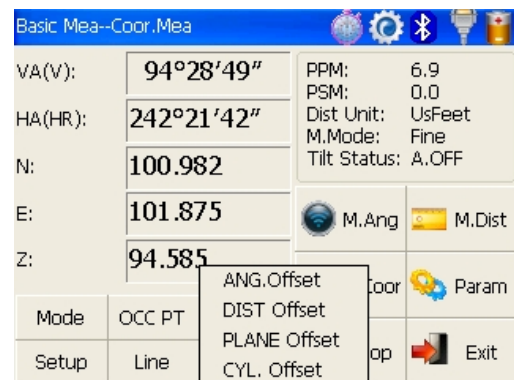 Basic Mea--Coor.Mea
VA(V): 94°28′49″
HA(HR): 242°21′42″
N: 100.982
E: 101.875
Z: 94.585
PPM: 6.9
PSM: 0.0
Dist Unit: UsFeet
M.Mode: Fine
Tilt Status: A.OFF
M.Ang M.Dist
Param
Mode OCC PT
Setup Line
Exit
ANG.Offset
DIST Offset
PLANE Offset
CYL. Offset